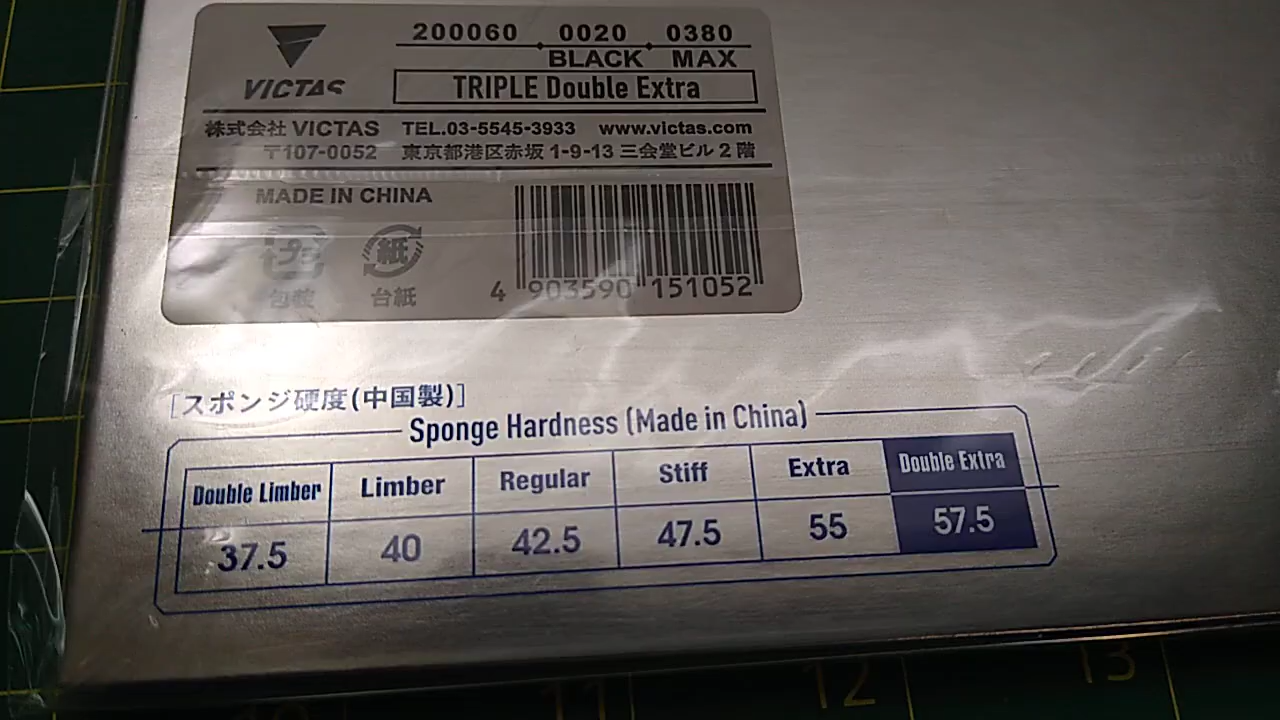 VICTAS
200060 0020 0380
BLACK MAX
TRIPLE Double Extra
株式会社 VICTAS TEL.03-5545-3933 www.victas.com
〒107-0052 東京都港区赤坂 1-9-13 三会堂ビル 2 階
MADE IN CHINA
プラ 紙
包装 台紙
4 903590 151052
[スポンジ硬度(中国製)]
Sponge Hardness (Made in China)
Double Limber Limber Regular Stiff Extra Double Extra
37.5 40 42.5 47.5 55 57.5
12 13